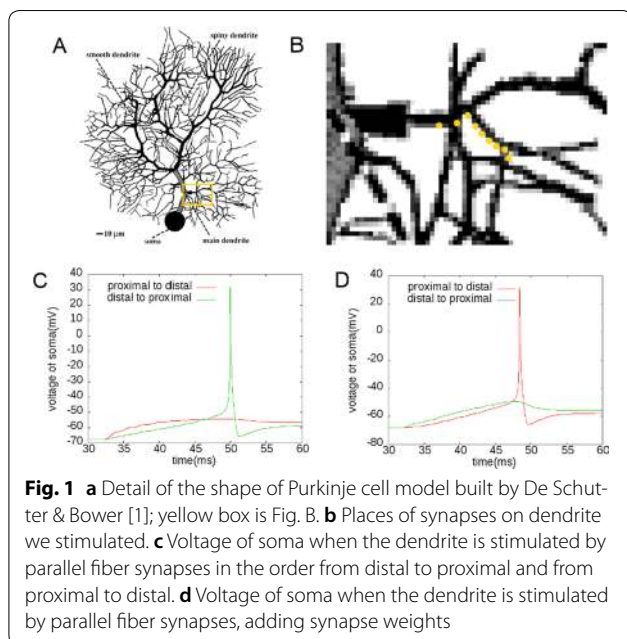 A
spiny dendrite
smooth dendrite
10 µm
soma
main dendrite
B
C
proximal to distal
distal to proximal
voltage of soma(mV)
40
30
20
10
0
-10
-20
-30
-40
-50
-60
-70
30 35 40 45 50 55 60
time(ms)
D
proximal to distal
distal to proximal
voltage of soma(mV)
40
20
0
-20
-40
-60
-80
30 35 40 45 50 55 60
time(ms)
Fig. 1 a Detail of the shape of Purkinje cell model built by De Schut-
ter & Bower [1]; yellow box is Fig. B. b Places of synapses on dendrite
we stimulated. c Voltage of soma when the dendrite is stimulated by
parallel fiber synapses in the order from distal to proximal and from
proximal to distal. d Voltage of soma when the dendrite is stimulated
by parallel fiber synapses, adding synapse weights